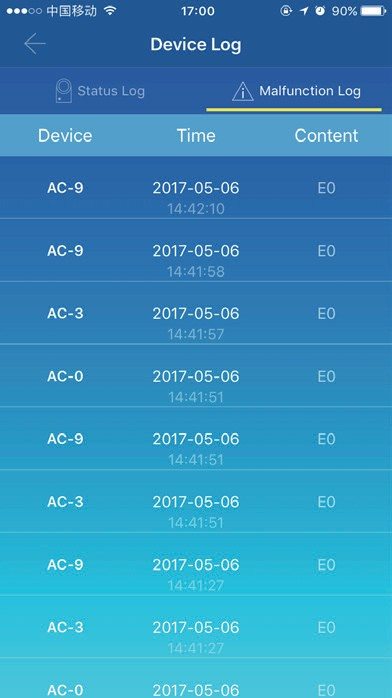 中国移动 17:00 90%
Device Log
Status Log Malfunction Log
Device Time Content
AC-9 2017-05-06 E0
14:42:10
AC-9 2017-05-06 E0
14:41:58
AC-3 2017-05-06 E0
14:41:57
AC-0 2017-05-06 E0
14:41:51
AC-9 2017-05-06 E0
14:41:51
AC-3 2017-05-06 E0
14:41:51
AC-9 2017-05-06 E0
14:41:27
AC-3 2017-05-06 E0
14:41:27
AC-0 2017-05-06 E0